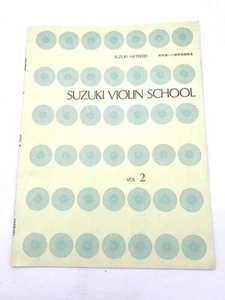 SUZUKI METHOD
SUZUKI VIOLIN SCHOOL
VOL. 2